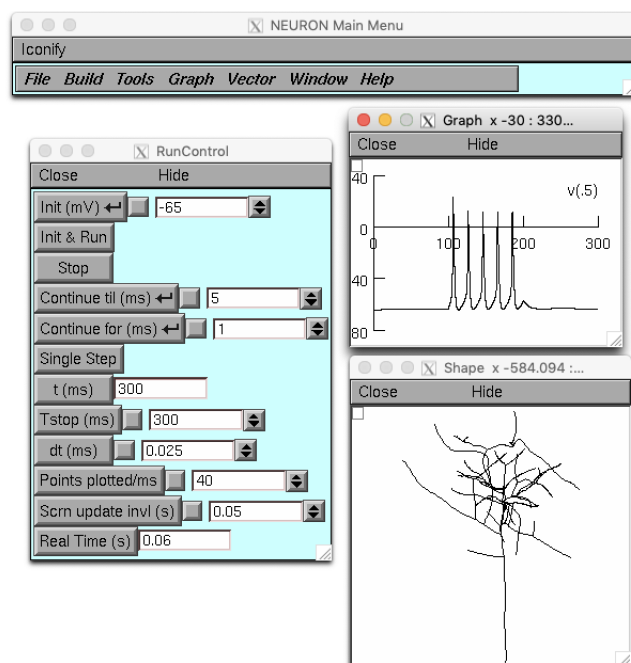 NEURON Main Menu
Iconify
File Build Tools Graph Vector Window Help
RunControl
Close Hide
Init (mV) -65
Init & Run
Stop
Continue til (ms) 5
Continue for (ms) 1
Single Step
t (ms) 300
Tstop (ms) 300
dt (ms) 0.025
Points plotted/ms 40
Scrn update invl (s) 0.05
Real Time (s) 0.06
Graph x -30 : 330...
Close Hide
40
v(.5)
0
0 100 200 300
40
80
Shape x -584.094 :...
Close Hide